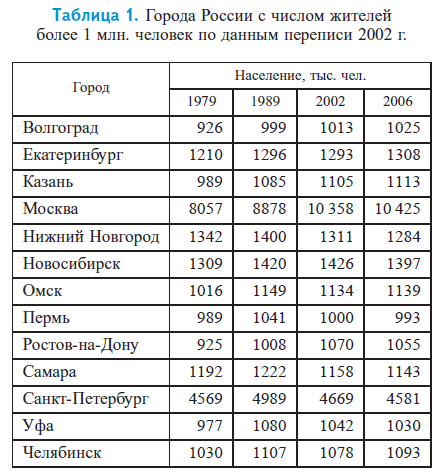 Таблица 1. Города России с числом жителей
более 1 млн. человек по данным переписи 2002 г.
Город Население, тыс. чел.
1979 1989 2002 2006
Волгоград 926 999 1013 1025
Екатеринбург 1210 1296 1293 1308
Казань 989 1085 1105 1113
Москва 8057 8878 10 358 10 425
Нижний Новгород 1342 1400 1311 1284
Новосибирск 1309 1420 1426 1397
Омск 1016 1149 1134 1139
Пермь 989 1041 1000 993
Ростов-на-Дону 925 1008 1070 1055
Самара 1192 1222 1158 1143
Санкт-Петербург 4569 4989 4669 4581
Уфа 977 1080 1042 1030
Челябинск 1030 1107 1078 1093